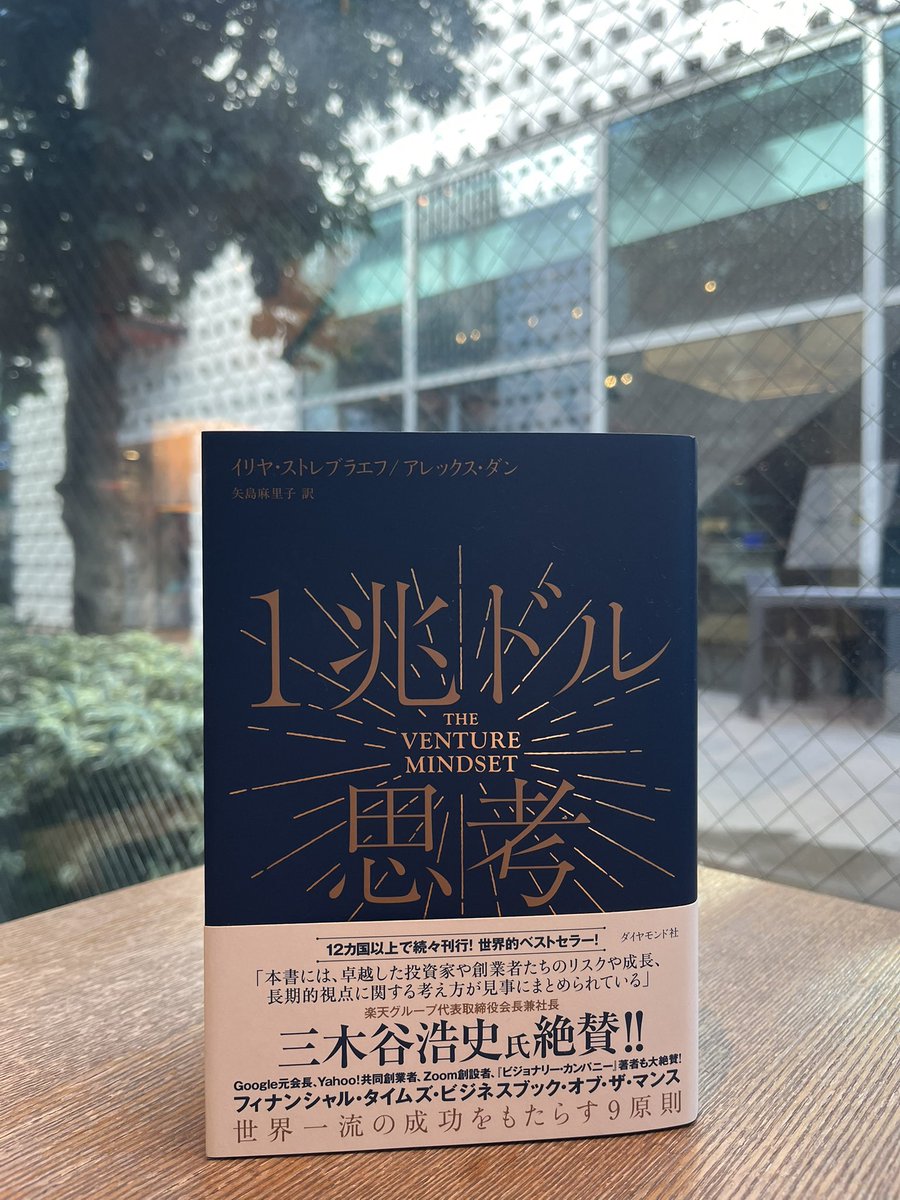 イリヤ・ストレブラエフ/アレックス・ダン
矢島麻里子 訳
1兆ドル
THE
VENTURE
MINDSET
思考
12カ国以上で続々刊行! 世界的ベストセラー!
ダイヤモンド社
「本書には、卓越した投資家や創業者たちのリスクや成長、
長期的視点に関する考え方が見事にまとめられている」
楽天グループ代表取締役会長兼社長
三木谷浩史氏絶賛!!
Google元会長、Yahoo!共同創業者、Zoom創設者、『ビジョナリー・カンパニー』著者も大絶賛!
フィナンシャル・タイムズ・ビジネスブック・オブ・ザ・マンス
世界一流の成功をもたらす9原則